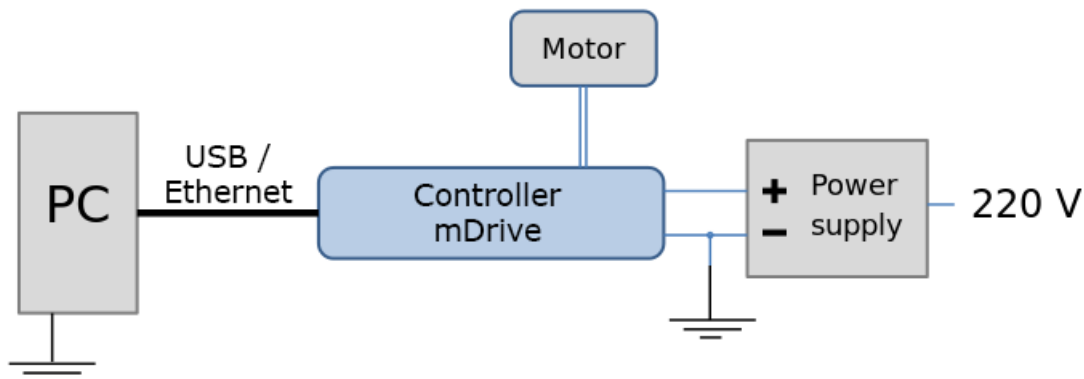 Motor
USB /
Ethernet
PC
Controller
mDrive
+
Power
−
supply
220 V